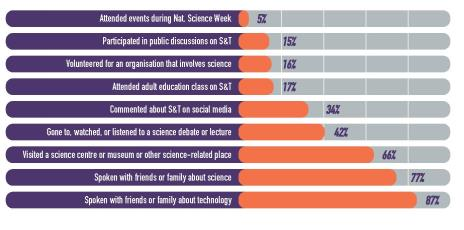 Attended events during Nat. Science Week 5%
Participated in public discussions on S&T 15%
Volunteered for an organisation that involves science 16%
Attended adult education class on S&T 17%
Commented about S&T on social media 34%
Gone to, watched, or listened to a science debate or lecture 42%
Visited a science centre or museum or other science-related place 66%
Spoken with friends or family about science 77%
Spoken with friends or family about technology 87%